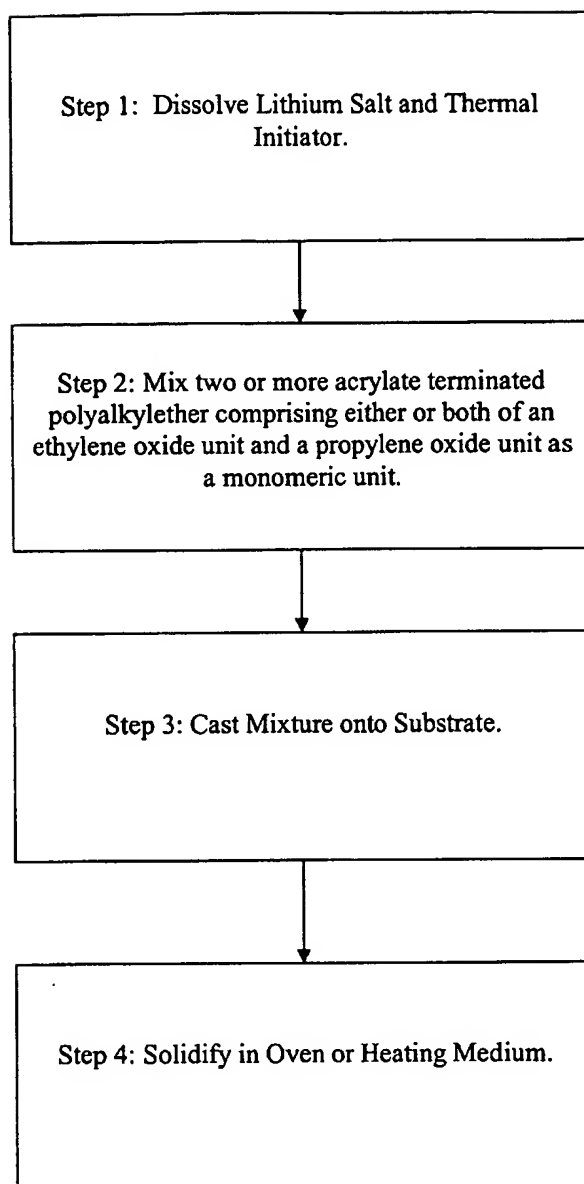 Step 1: Dissolve Lithium Salt and Thermal
Initiator.
Step 2: Mix two or more acrylate terminated
polyalkylether comprising either or both of an
ethylene oxide unit and a propylene oxide unit as
a monomeric unit.
Step 3: Cast Mixture onto Substrate.
Step 4: Solidify in Oven or Heating Medium.